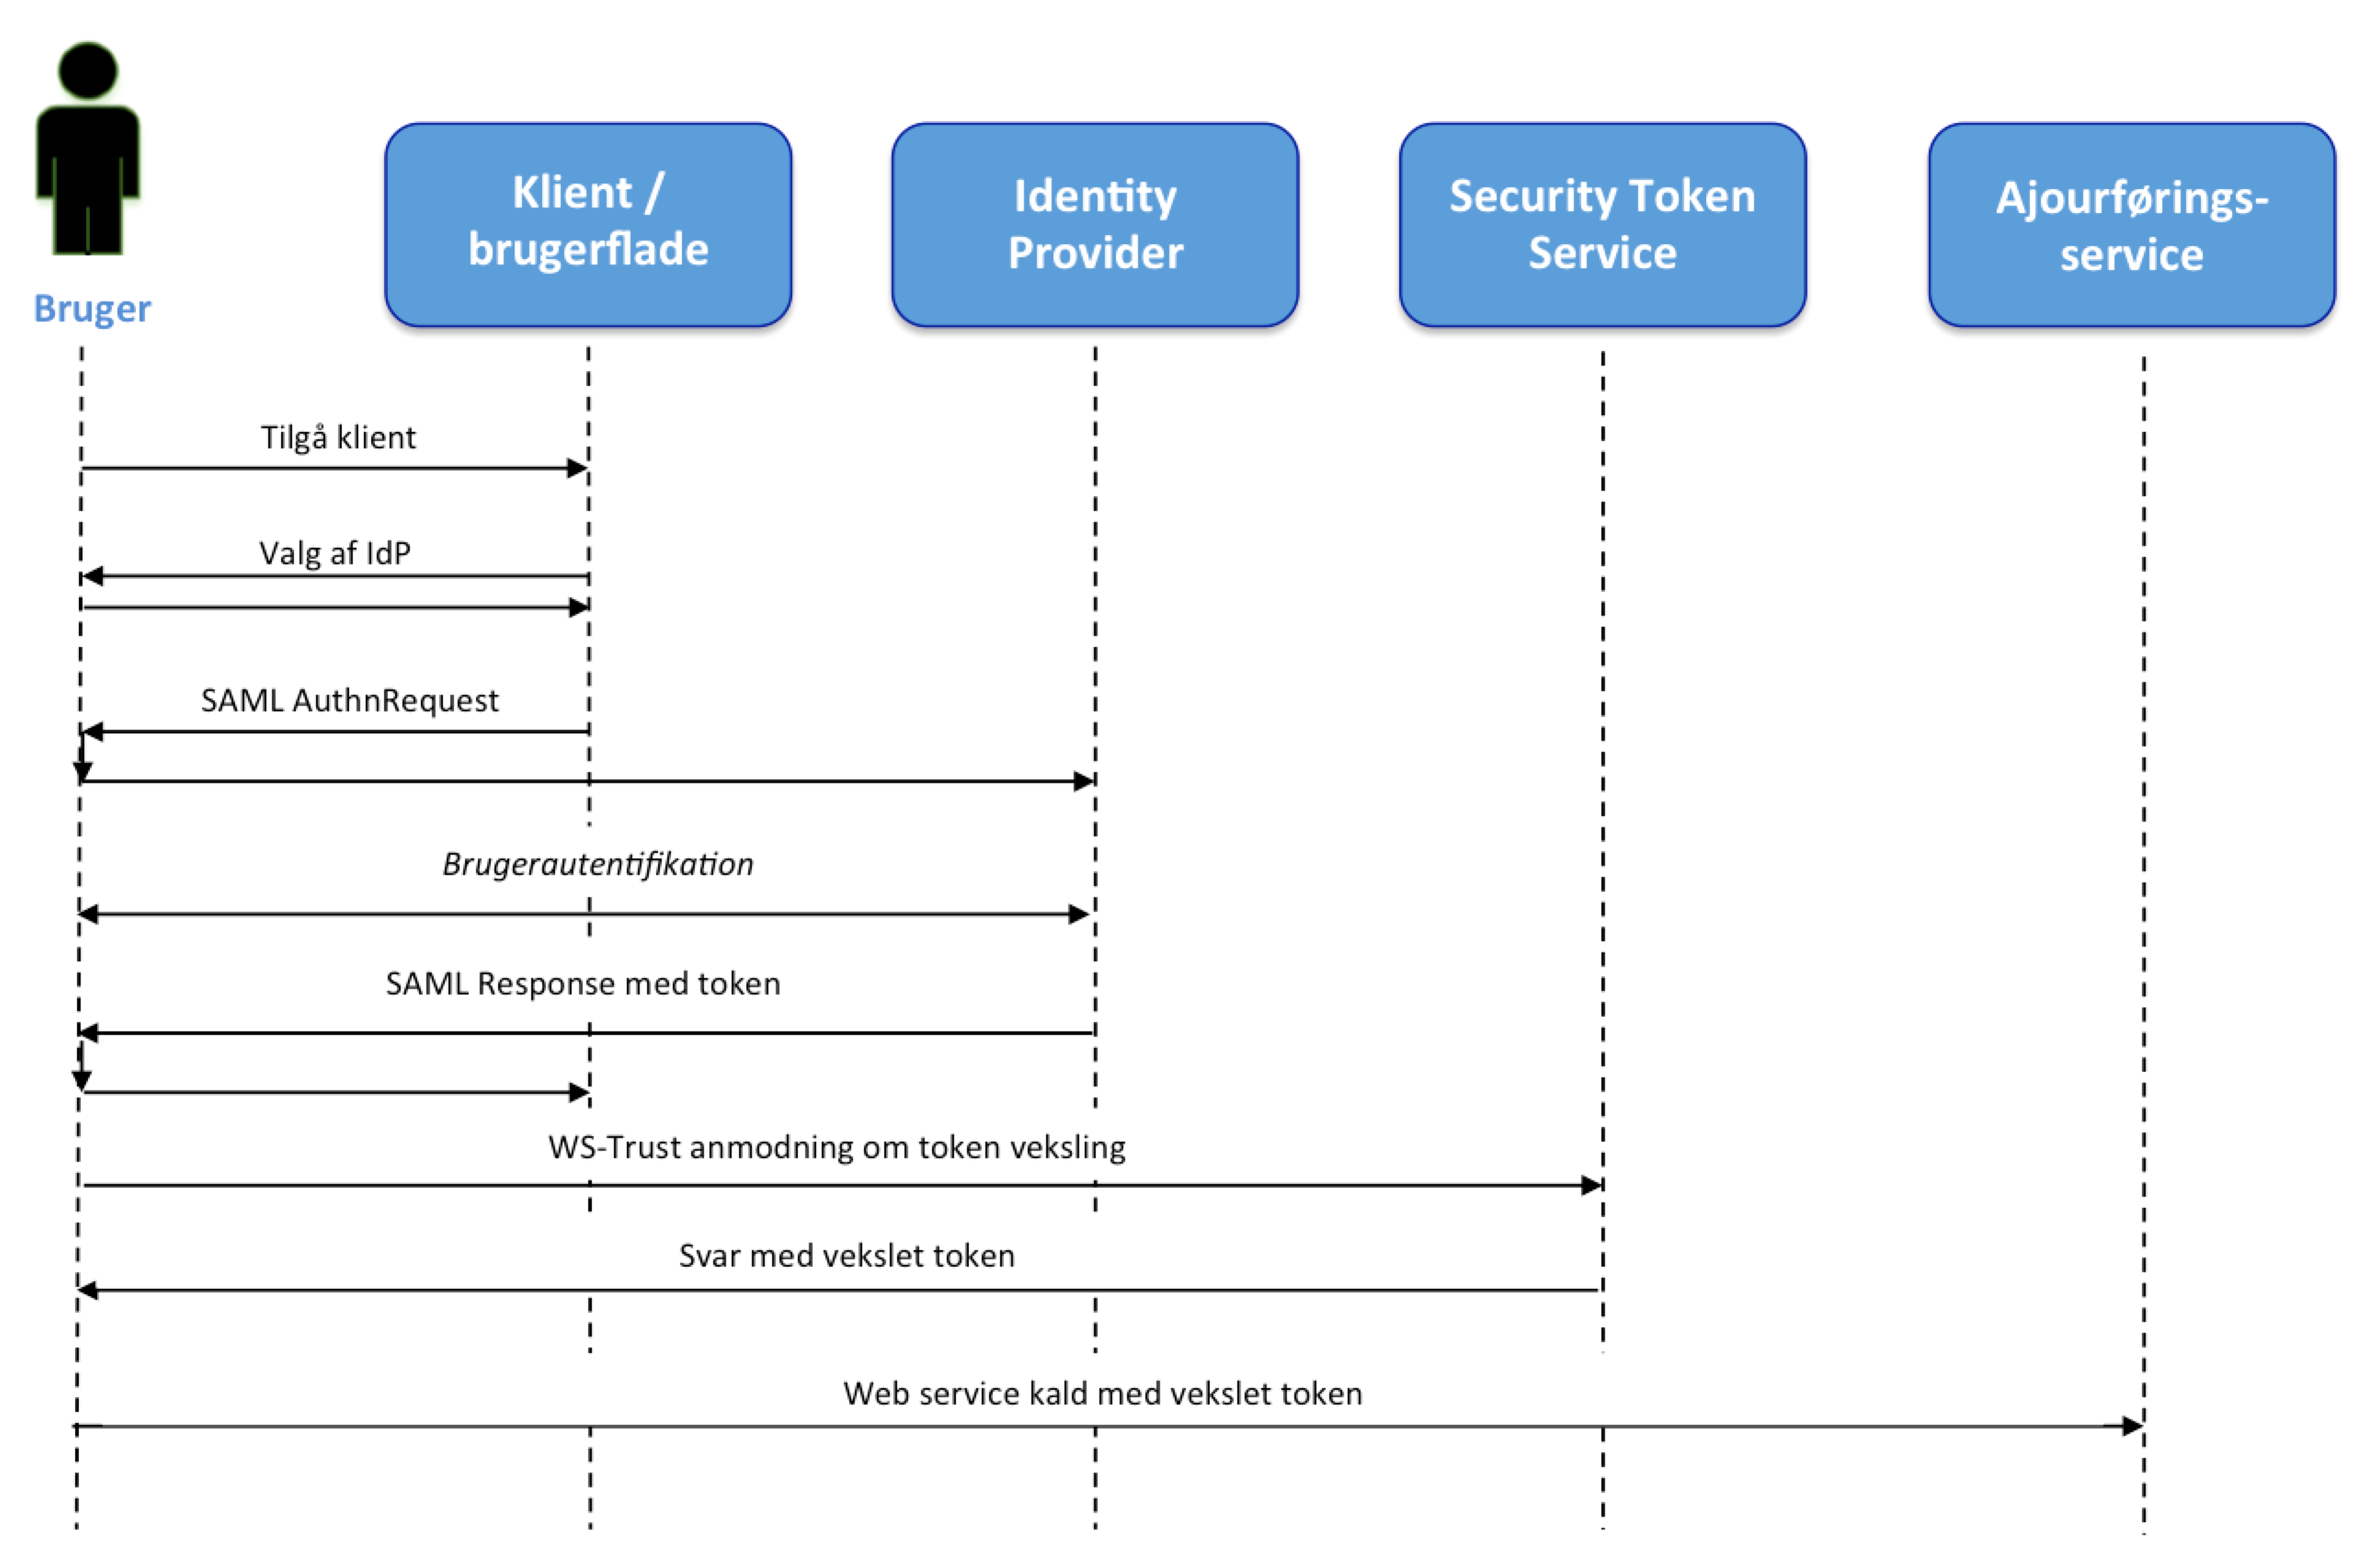 Klient /
brugerflade
Identity
Provider
Security Token
Service
Ajourførings-
service
Bruger
Tilgå klient
Valg af IdP
SAML AuthnRequest
Brugerautentifikation
SAML Response med token
WS-Trust anmodning om token veksling
Svar med vekslet token
Web service kald med vekslet token